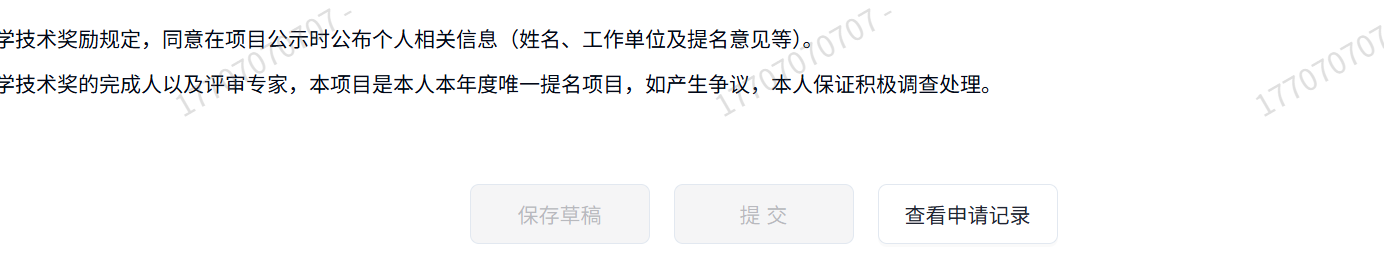 学技术奖励规定，同意在项目公示时公布个人相关信息（姓名、工作单位及提名意见等）。
学技术奖的完成人以及评审专家，本项目是本人本年度唯一提名项目，如产生争议，本人保证积极调查处理。
17707070707-
17707070707-
1770707070
保存草稿 提 交 查看申请记录